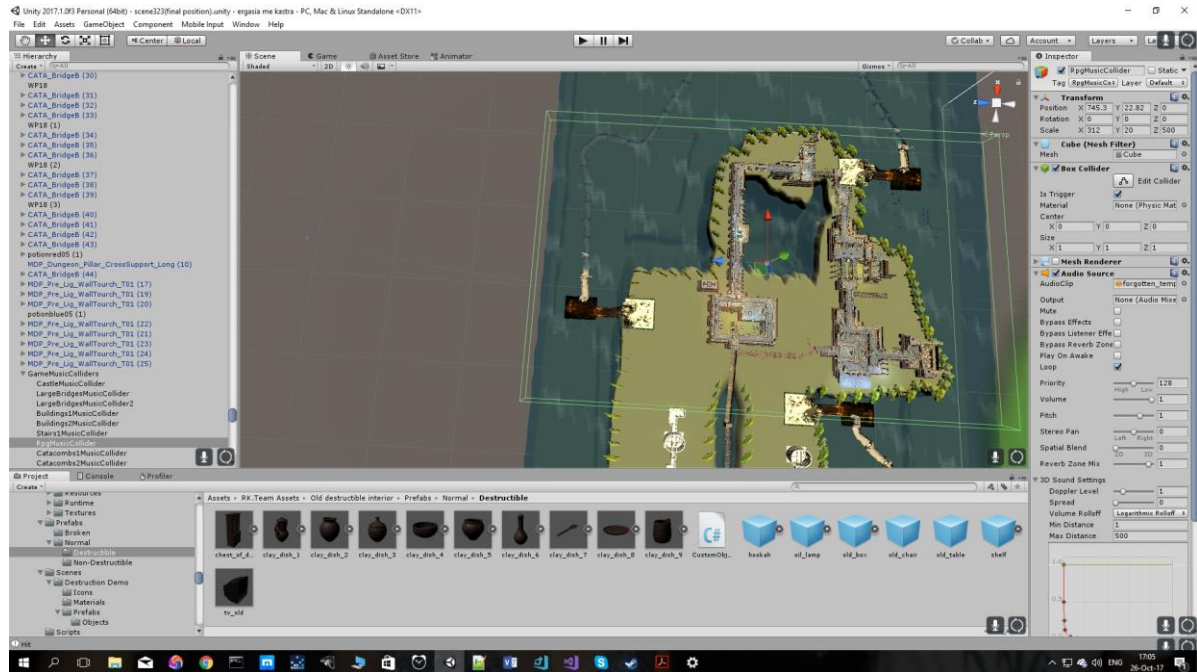 Unity 2017.1.0f3 Personal (64bit) - scene323(final position).unity - ergasia me kastra - PC, Mac & Linux Standalone <DX11>
File Edit Assets GameObject Component Mobile Input Window Help
Center Local
Collab
Account
Layers
Hierarchy
Create
CATA_BridgeB (30)
WP18
CATA_BridgeB (31)
CATA_BridgeB (32)
CATA_BridgeB (33)
WP18 (1)
CATA_BridgeB (34)
CATA_BridgeB (35)
CATA_BridgeB (36)
WP18 (2)
CATA_BridgeB (37)
CATA_BridgeB (38)
CATA_BridgeB (39)
WP18 (3)
CATA_BridgeB (40)
CATA_BridgeB (41)
CATA_BridgeB (42)
CATA_BridgeB (43)
potionred05 (1)
MDP_Dungeon_Pillar_CrossSupport_Long (10)
CATA_BridgeB (44)
MDP_Pre_Lig_WallTourch_T01 (17)
MDP_Pre_Lig_WallTourch_T01 (19)
MDP_Pre_Lig_WallTourch_T01 (20)
potionblue05 (1)
MDP_Pre_Lig_WallTourch_T01 (22)
MDP_Pre_Lig_WallTourch_T01 (21)
MDP_Pre_Lig_WallTourch_T01 (23)
MDP_Pre_Lig_WallTourch_T01 (24)
MDP_Pre_Lig_WallTourch_T01 (25)
GameMusicColliders
CastleMusicCollider
LargeBridgesMusicCollider
LargeBridgesMusicCollider2
Buildings1MusicCollider
Buildings2MusicCollider
Stairs1MusicCollider
RpgMusicCollider
Catacombs1MusicCollider
Catacombs2MusicCollider
Scene Game Asset Store Animator
Shaded 2D Gizmos
x
z
Persp
Inspector
RpgMusicCollider Static
Tag RpgMusicCo Layer Default
Transform
Position X 745.3 Y 22.82 Z 0
Rotation X 0 Y 0 Z 0
Scale X 312 Y 20 Z 500
Cube (Mesh Filter)
Mesh Cube
Box Collider
Edit Collider
Is Trigger
Material None (Physic Mat
Center
X 0 Y 0 Z 0
Size
X 1 Y 1 Z 1
Mesh Renderer
Audio Source
AudioClip forgotten_temp
Output None (Audio Mixe
Mute
Bypass Effects
Bypass Listener Effe
Bypass Reverb Zone
Play On Awake
Loop
Priority 128
High Low
Volume 1
Pitch 1
Stereo Pan 0
Left Right
Spatial Blend 0
2D 3D
Reverb Zone Mix 1
3D Sound Settings
Doppler Level 1
Spread 0
Volume Rolloff Logarithmic Rolloff
Min Distance 1
Max Distance 500
1.0
0.5
Project Console Profiler
Create
Resources
Runtime
Textures
Prefabs
Broken
Normal
Destructible
Non-Destructible
Scenes
Destruction Demo
Icons
Materials
Prefabs
Objects
Scripts
Assets RK.Team Assets Old destructible interior Prefabs Normal Destructible
chest_of_d... clay_dish_1 clay_dish_2 clay_dish_3 clay_dish_4 clay_dish_5 clay_dish_6 clay_dish_7 clay_dish_8 clay_dish_9 CustomObj... hookah oil_lamp old_box old_chair old_table shelf
C#
tv_old
Hit
ENG
17:05
26-Oct-17